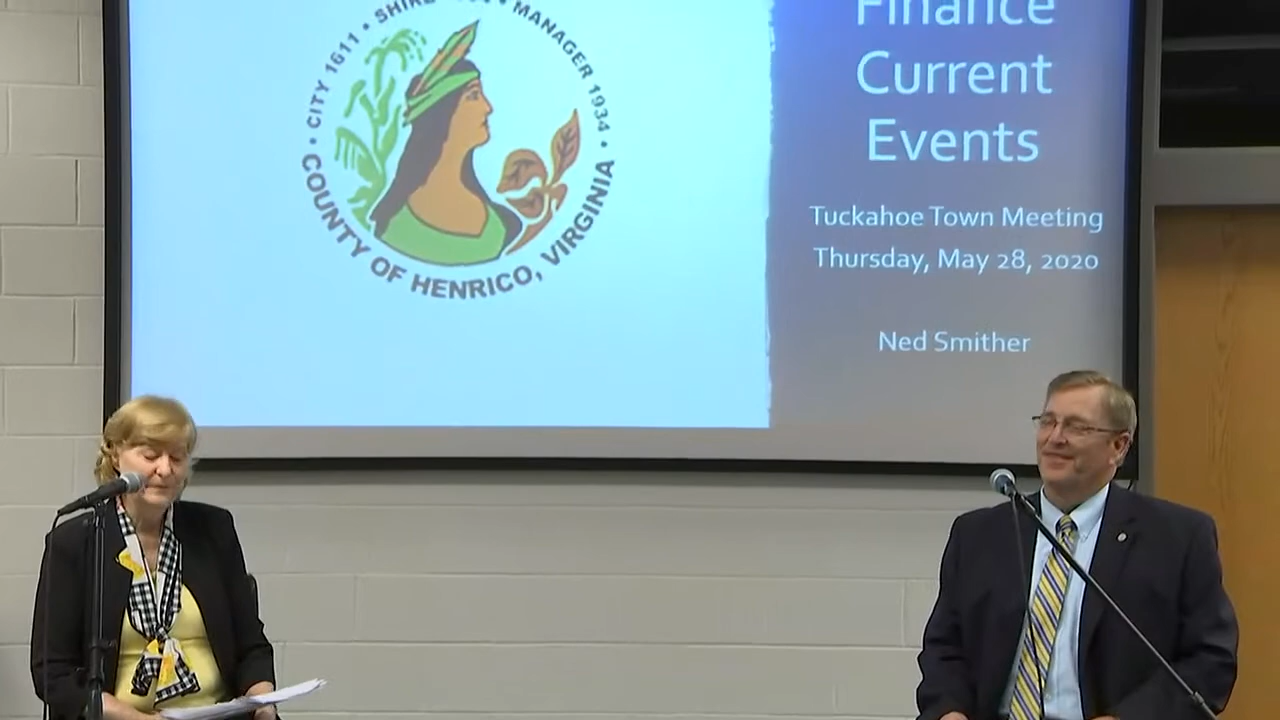 • CITY 1611 • SHIRE • MANAGER 1934 •
COUNTY OF HENRICO, VIRGINIA
Finance
Current
Events
Tuckahoe Town Meeting
Thursday, May 28, 2020
Ned Smither